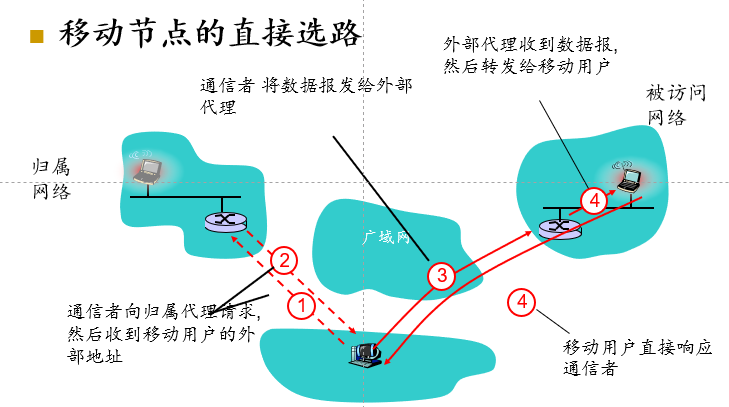 移动节点的直接选路
外部代理收到数据报,
然后转发给移动用户
通信者 将数据报发给外部
代理
被访问
网络
归属
网络
4
广域网
2
3
1
4
通信者向归属代理请求,
然后收到移动用户的外
部地址
移动用户直接响应
通信者